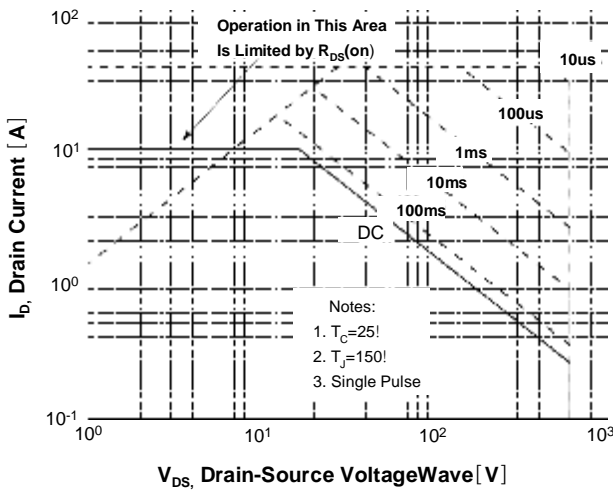 10²
Operation in This Area
Is Limited by R_DS(on)
10us
100us
1ms
10ms
100ms
DC
10¹
10⁰
10⁻¹
I_D, Drain Current [A]
Notes:
1. T_C=25!
2. T_J=150!
3. Single Pulse
10⁰
10¹
10²
10³
V_DS, Drain-Source VoltageWave[V]